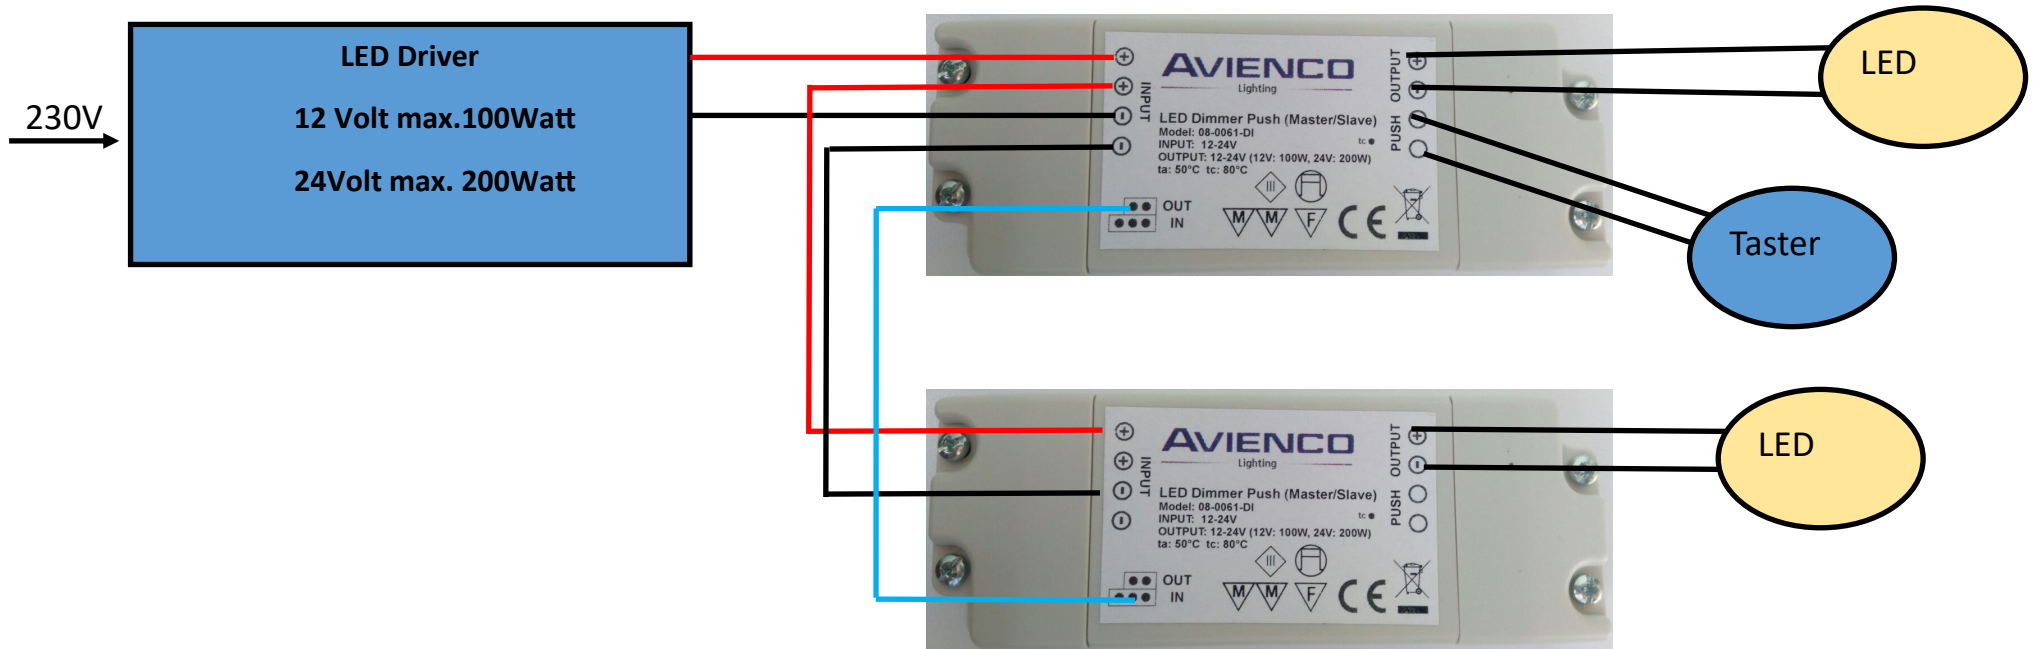 230V
LED Driver
12 Volt max.100Watt
24Volt max. 200Watt
AVIENCO
Lighting
INPUT
LED Dimmer Push (Master/Slave)
Model: 08-0061-DI
INPUT: 12-24V
tc
OUTPUT: 12-24V (12V: 100W, 24V: 200W)
ta: 50°C tc: 80°C
OUT
IN
M M F CE
OUTPUT
PUSH
LED
Taster
AVIENCO
Lighting
INPUT
LED Dimmer Push (Master/Slave)
Model: 08-0061-DI
INPUT: 12-24V
tc
OUTPUT: 12-24V (12V: 100W, 24V: 200W)
ta: 50°C tc: 80°C
OUT
IN
M M F CE
OUTPUT
PUSH
LED